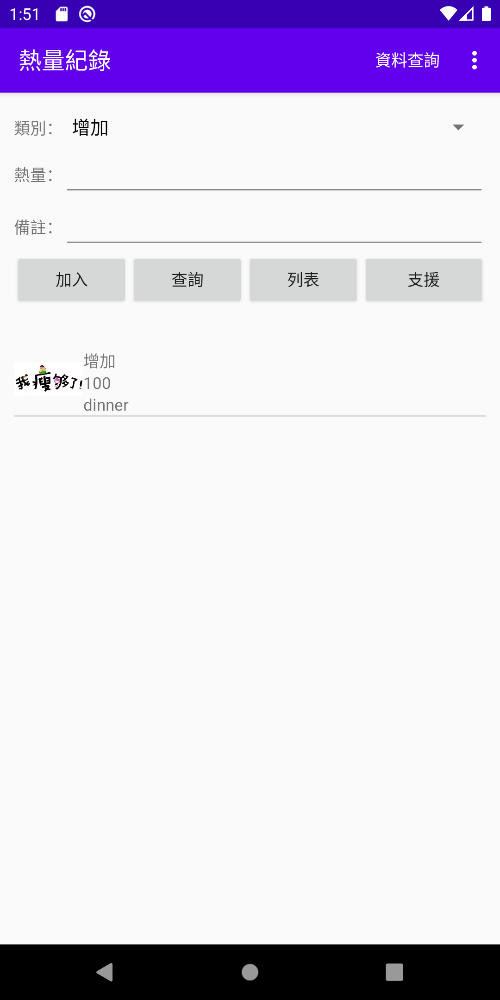 1:51
熱量紀錄
資料查詢
類別：
增加
熱量：
備註：
加入
查詢
列表
支援
我瘦够了!
增加
100
dinner